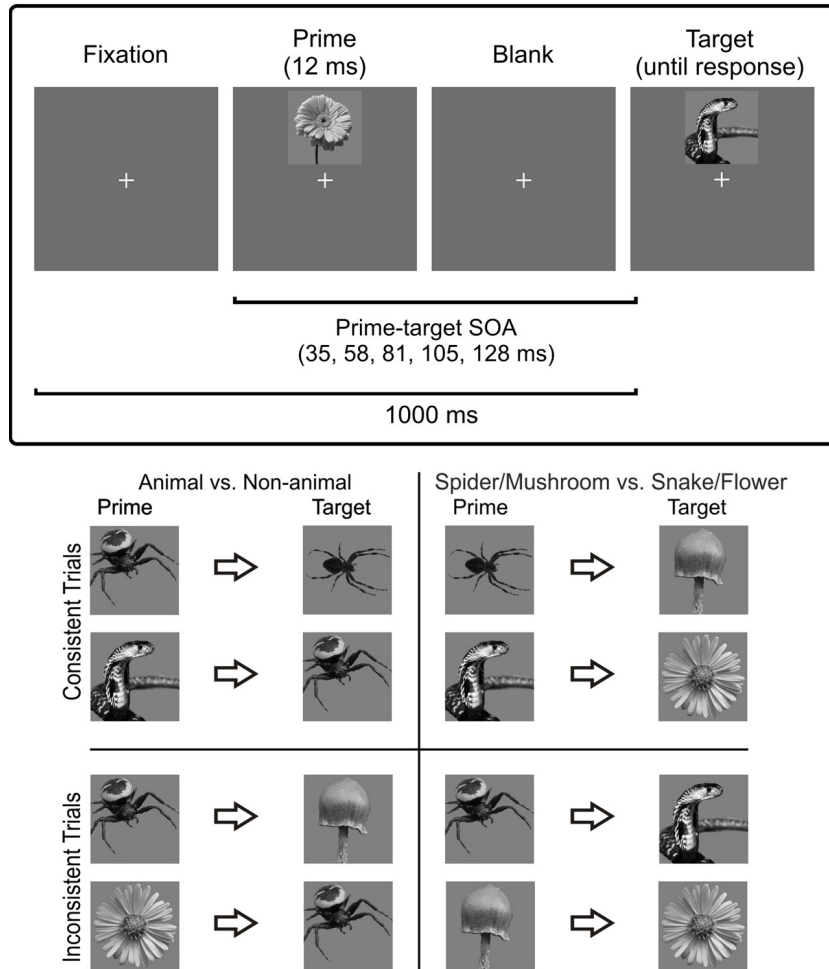 Fixation
Prime
(12 ms)
Blank
Target
(until response)
Prime-target SOA
(35, 58, 81, 105, 128 ms)
1000 ms
Animal vs. Non-animal
Spider/Mushroom vs. Snake/Flower
Prime
Target
Prime
Target
Consistent Trials
Inconsistent Trials